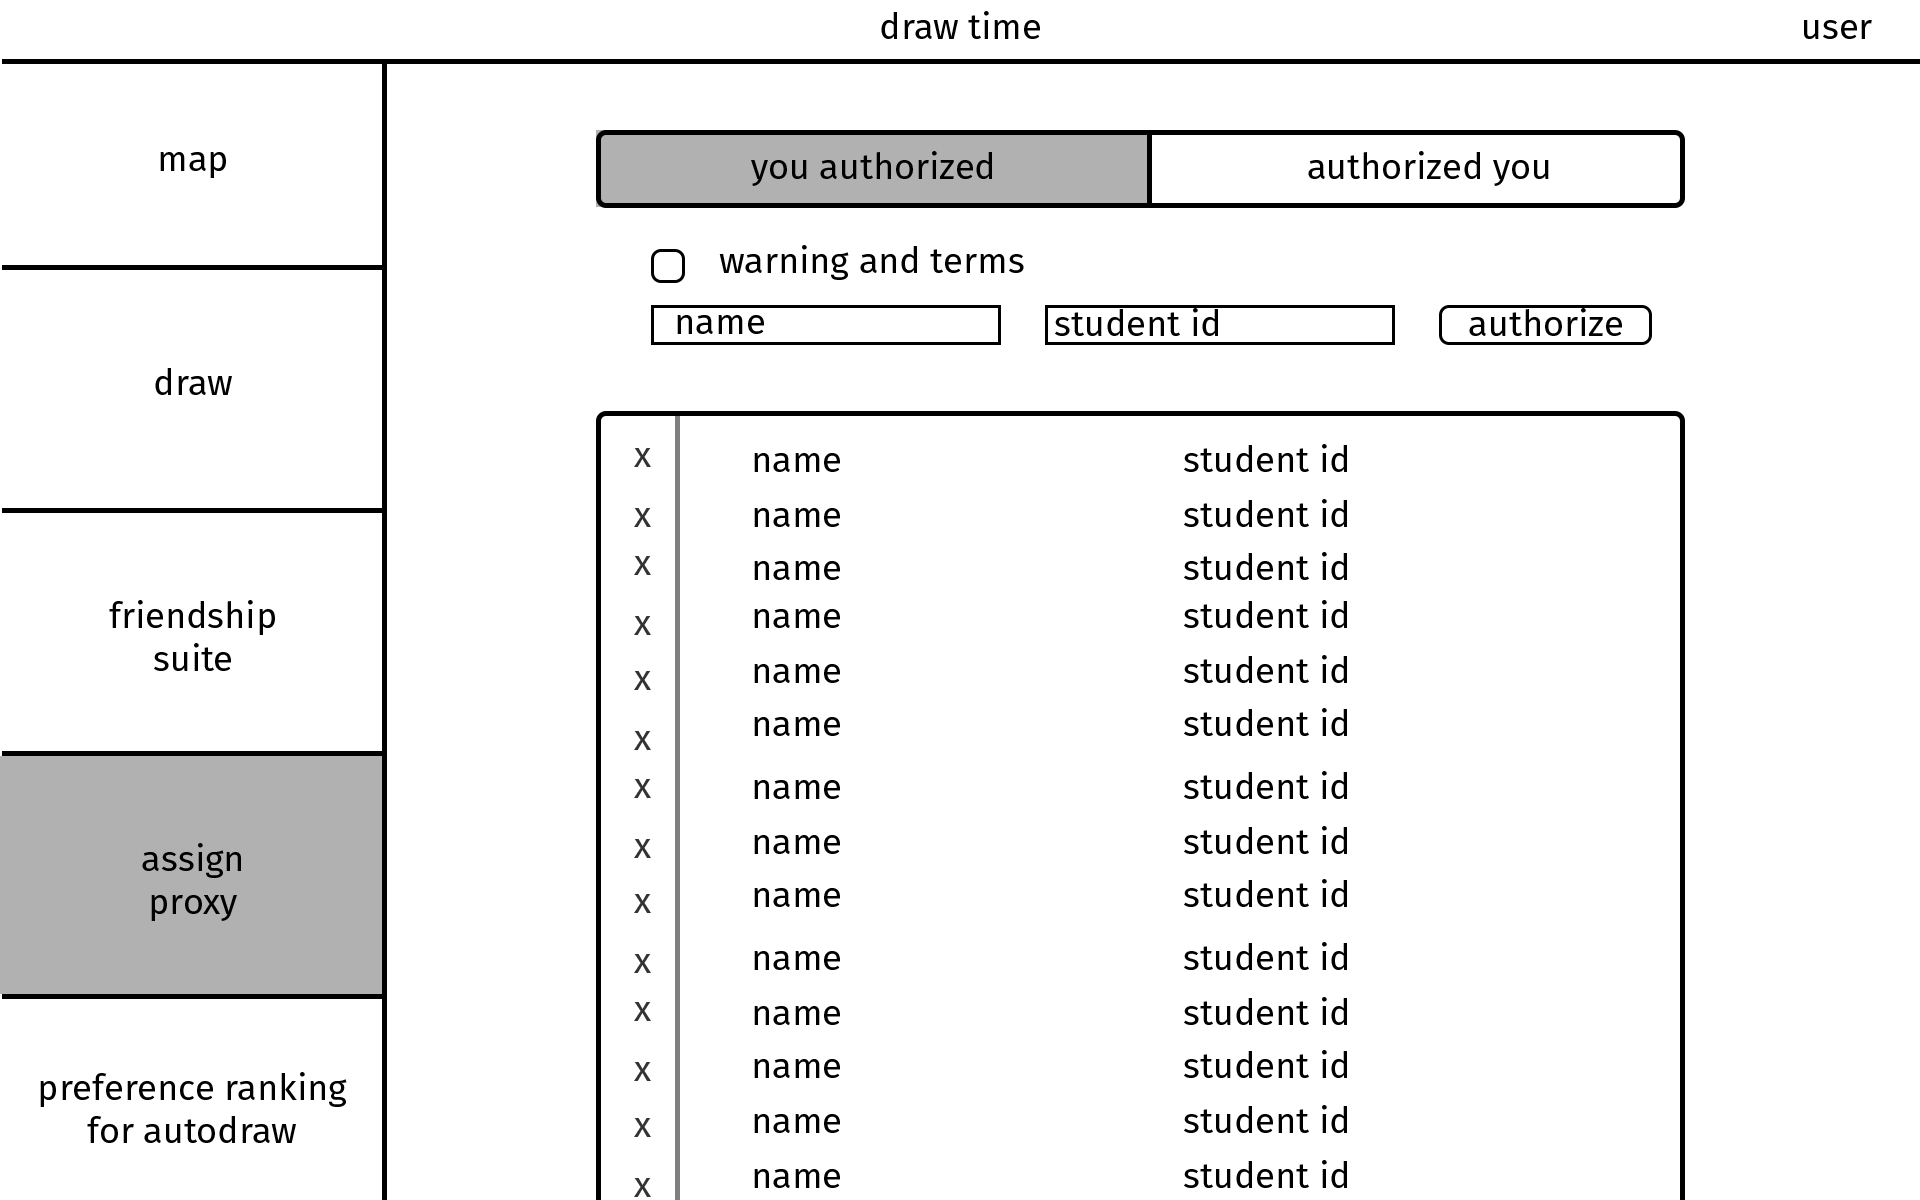 draw time
user
map
draw
friendship
suite
assign
proxy
preference ranking
for autodraw
you authorized
authorized you
warning and terms
name
student id
authorize
x name student id
x name student id
x name student id
x name student id
x name student id
x name student id
x name student id
x name student id
x name student id
x name student id
x name student id
x name student id
x name student id
x name student id